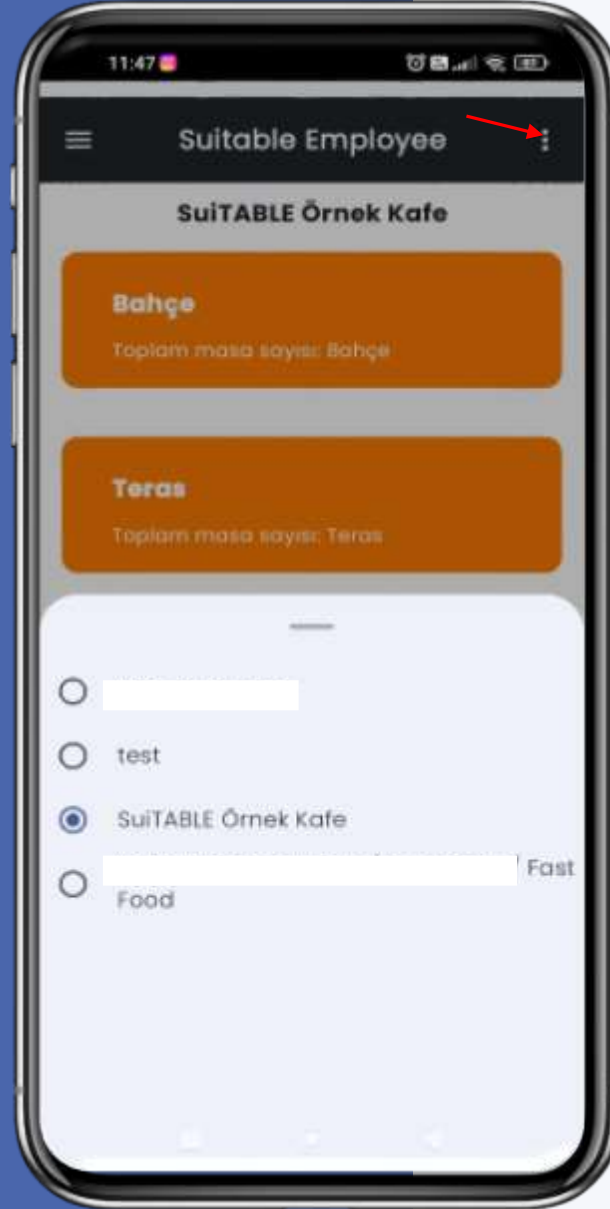 11:47
Suitable Employee
SuiTABLE Örnek Kafe
Bahçe
Toplam masa sayısı: Bahçe
Teras
Toplam masa sayısı: Teras
test
SuiTABLE Örnek Kafe
/ Fast
Food